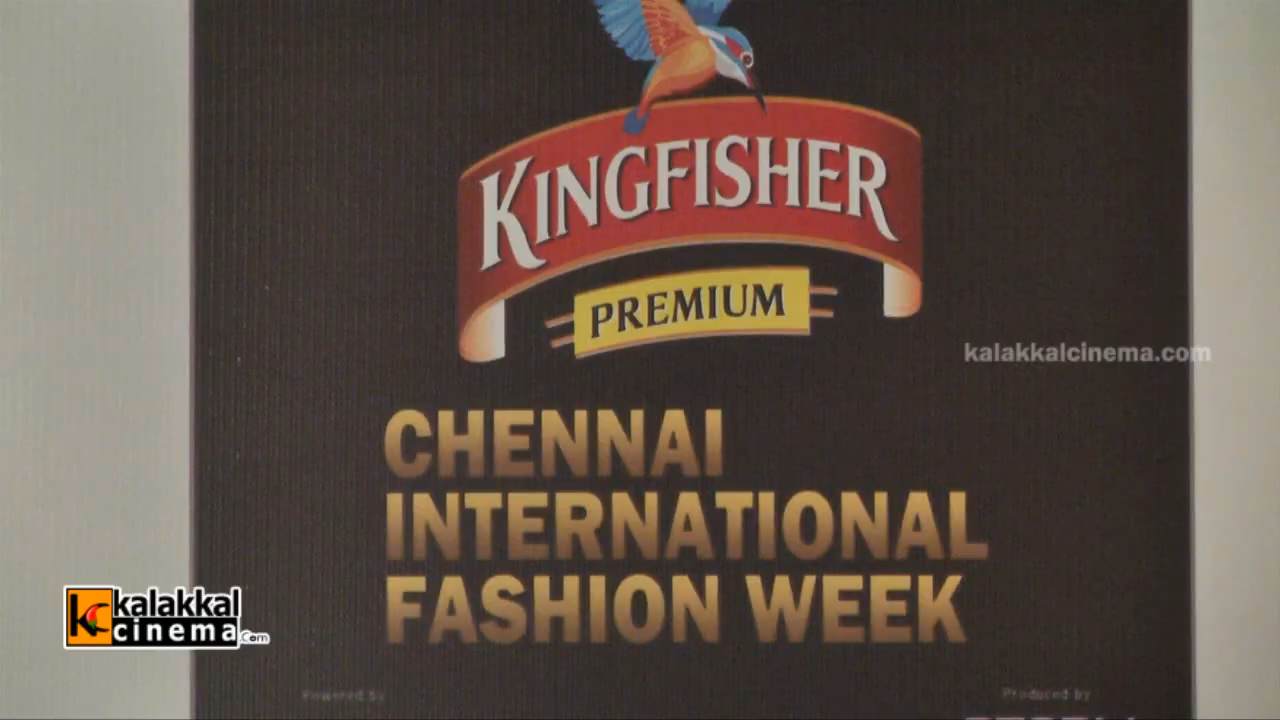 KINGFISHER
PREMIUM
kalakkalcinema.com
CHENNAI
INTERNATIONAL
FASHION WEEK
kalakkal
cinema.com
Powered by
Produced by